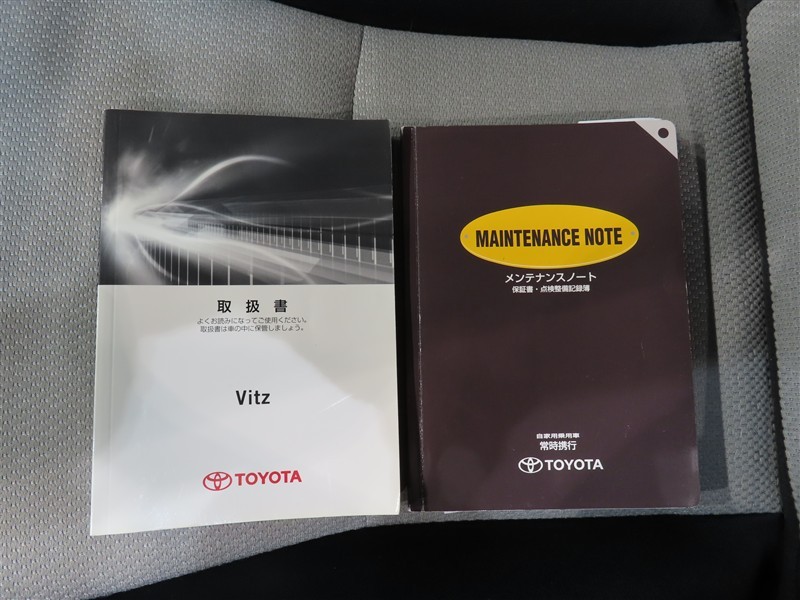 取扱書
よくお読みになってご使用ください。
取扱書は車の中に保管しましょう。
Vitz
TOYOTA
MAINTENANCE NOTE
メンテナンスノート
保証書・点検整備記録簿
自家用乗用車
常時携行
TOYOTA